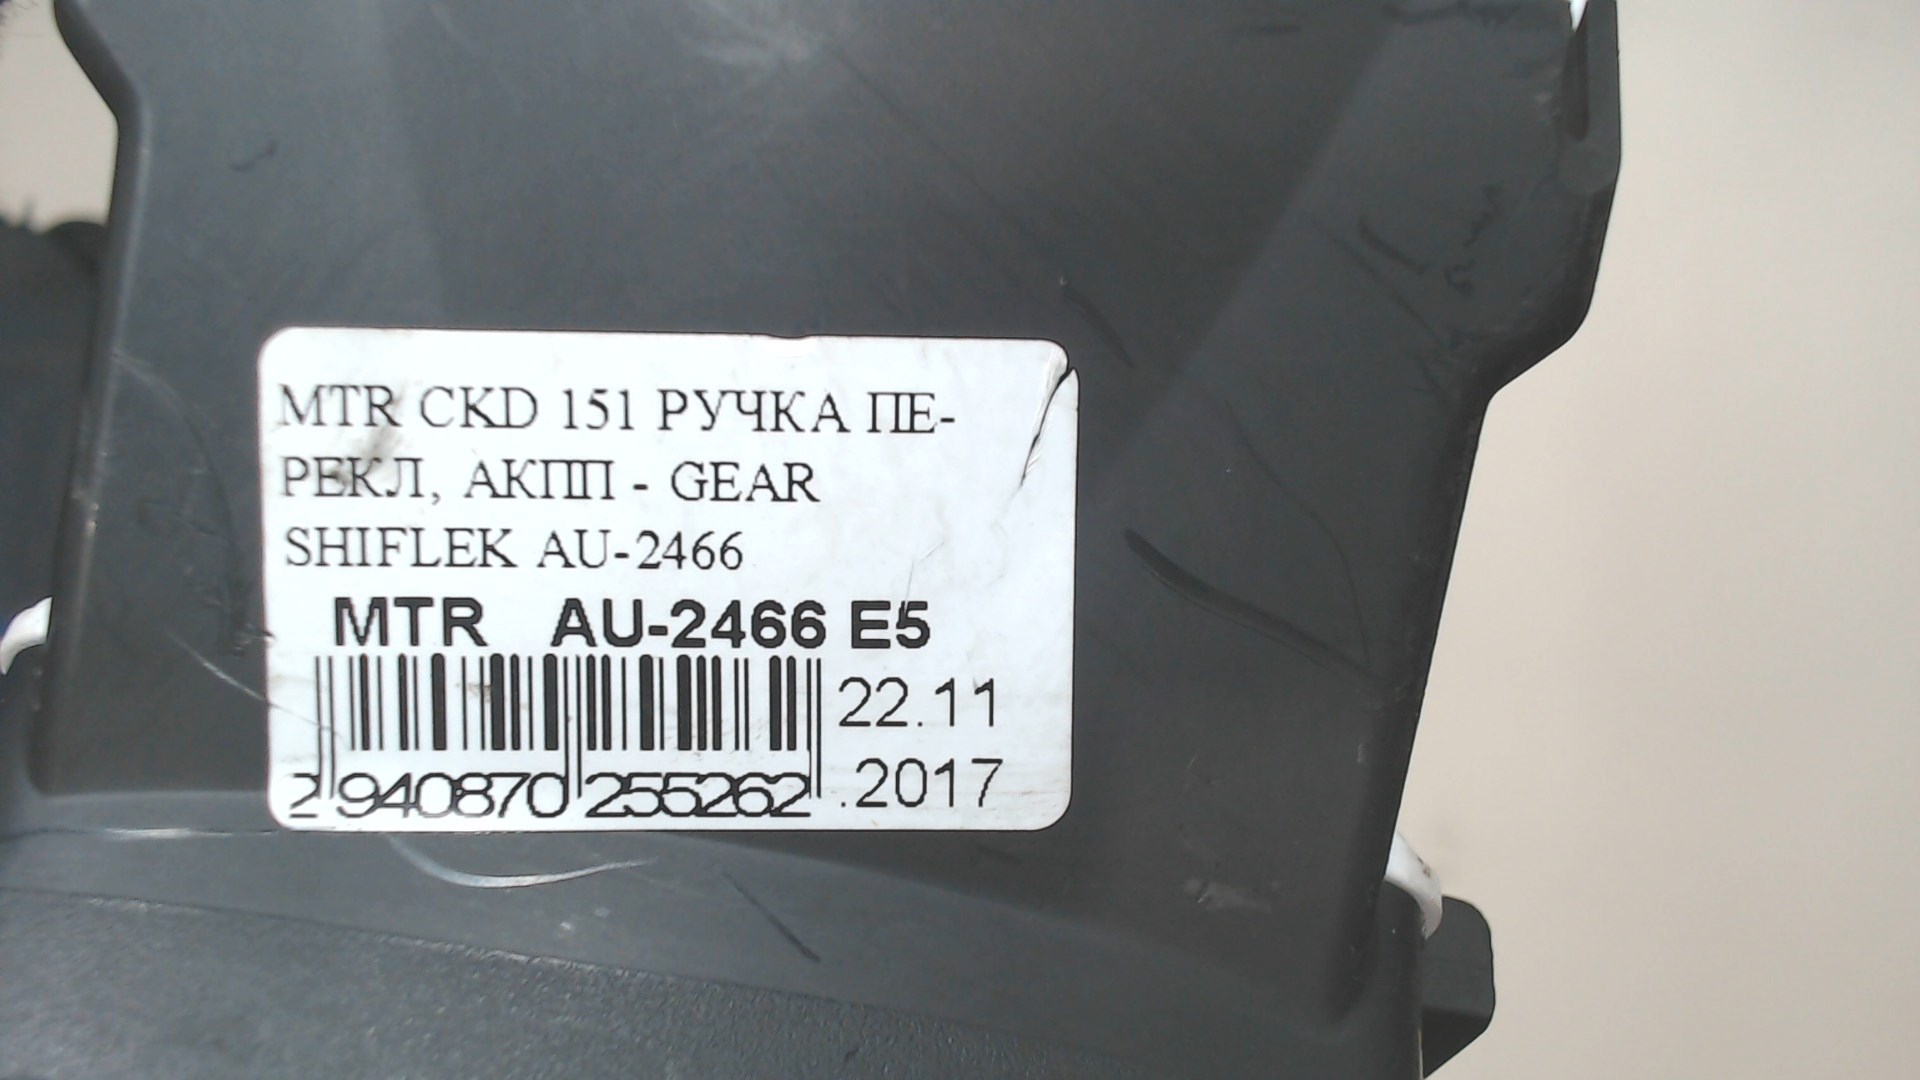 MTR CKD 151 РУЧКА ПЕ-
РЕКЛ, АКПП - GEAR
SHIFLEK AU-2466
MTR AU-2466 E5
22.11
.2017
2 940870 255262